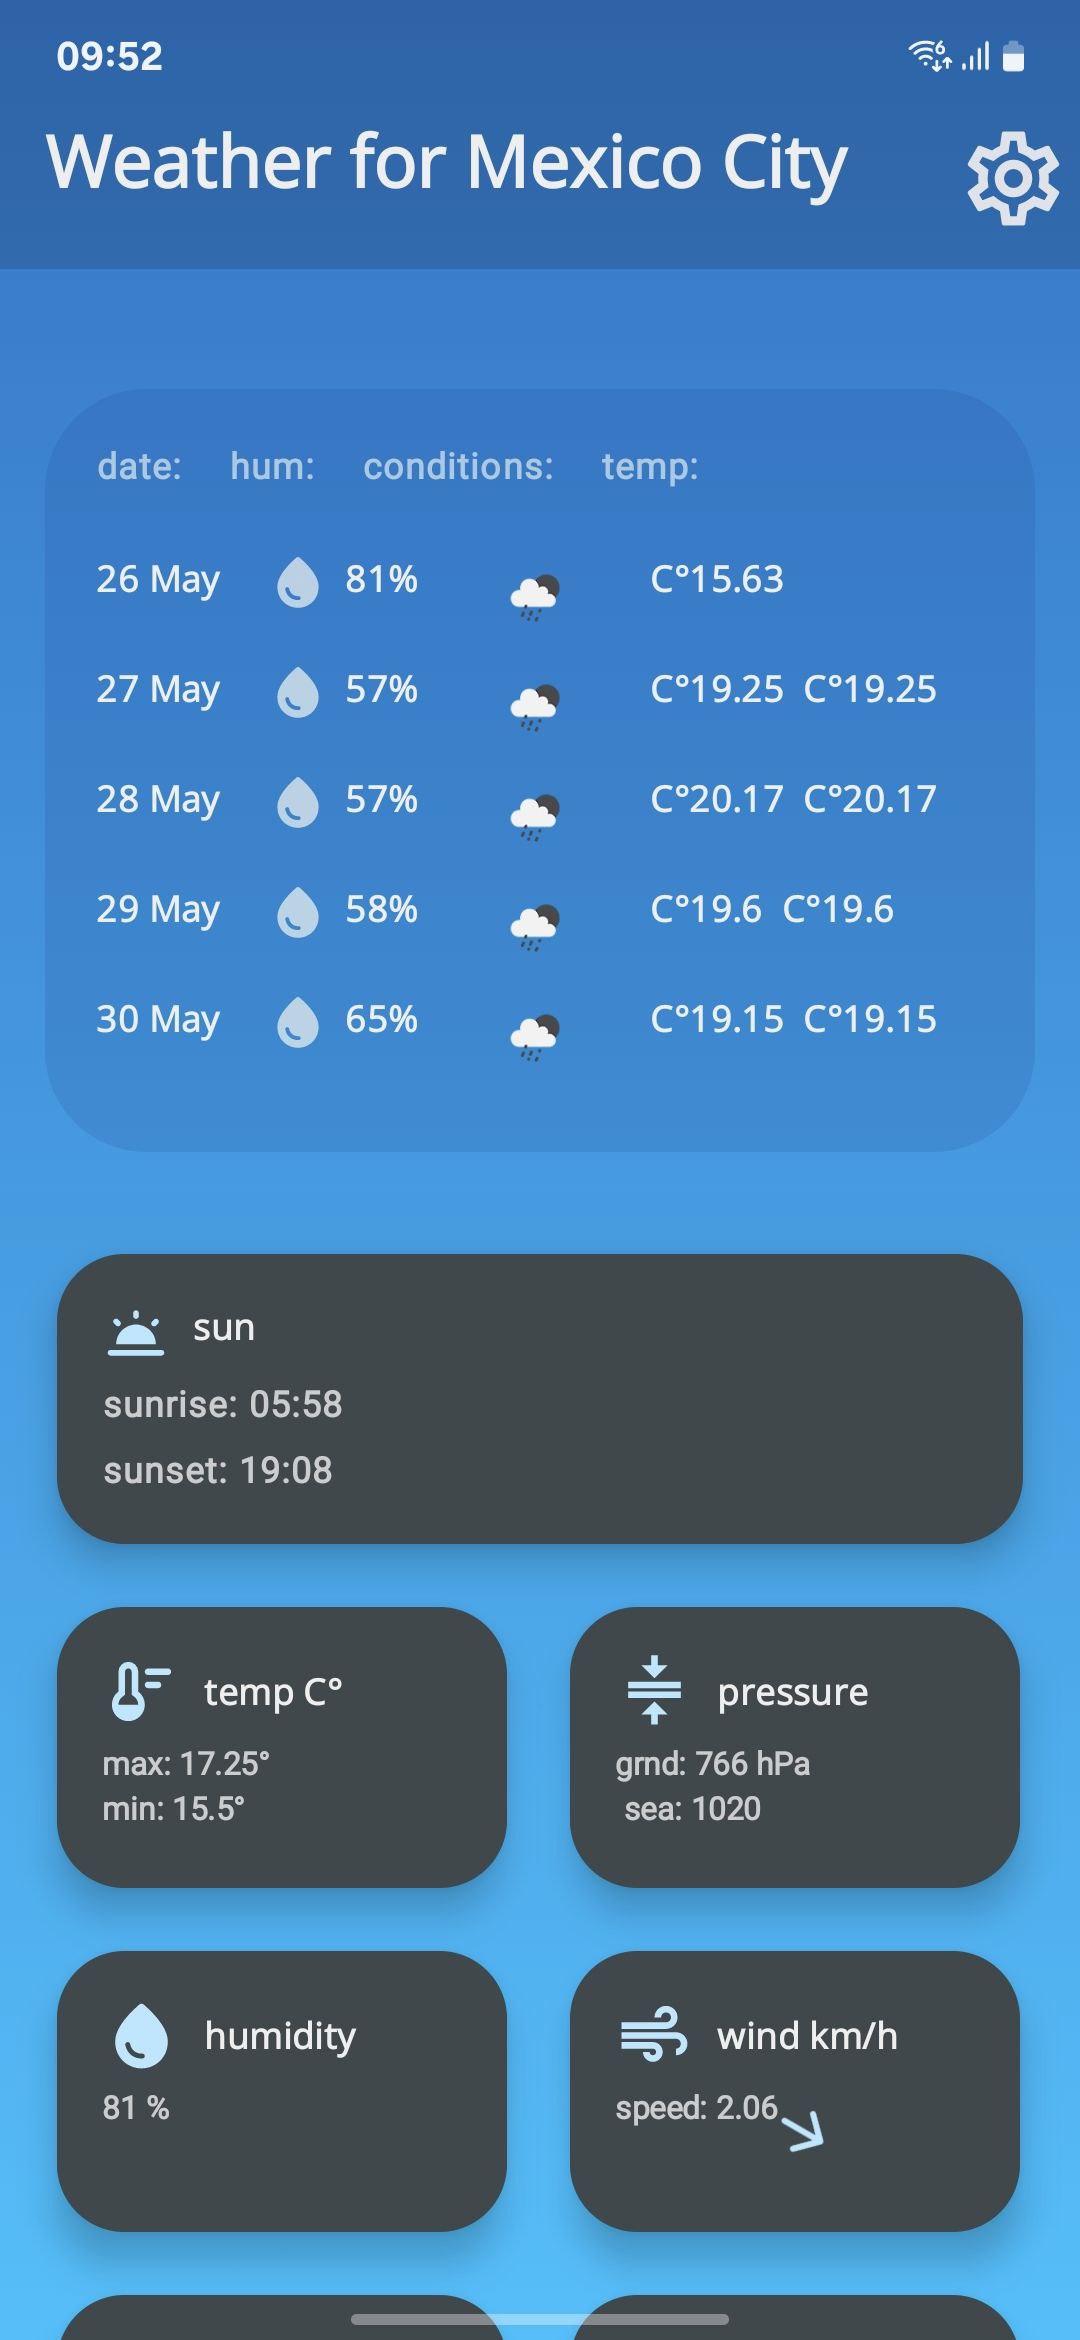 09:52
6
Weather for Mexico City
date: hum: conditions: temp:
26 May 81% C°15.63
27 May 57% C°19.25 C°19.25
28 May 57% C°20.17 C°20.17
29 May 58% C°19.6 C°19.6
30 May 65% C°19.15 C°19.15
sun
sunrise: 05:58
sunset: 19:08
temp C°
max: 17.25°
min: 15.5°
pressure
grnd: 766 hPa
sea: 1020
humidity
81 %
wind km/h
speed: 2.06